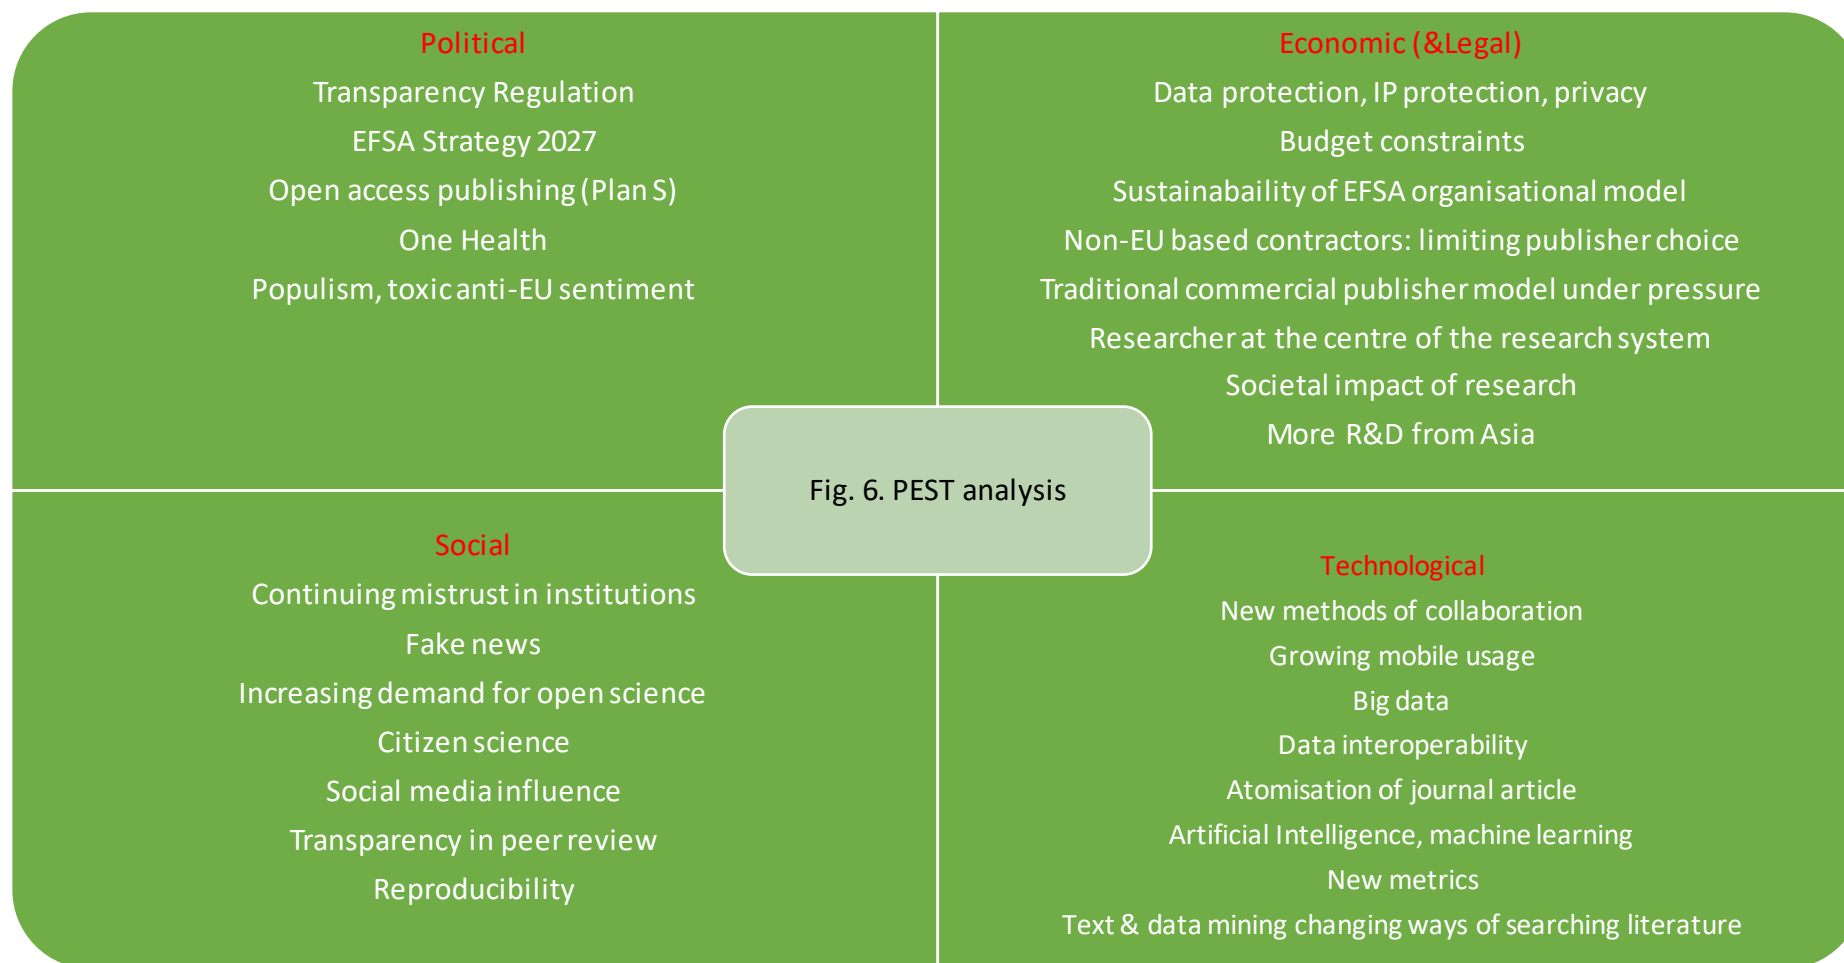 Political
Transparency Regulation
EFSA Strategy 2027
Open access publishing (Plan S)
One Health
Populism, toxic anti-EU sentiment
Economic (&Legal)
Data protection, IP protection, privacy
Budget constraints
Sustainabaility of EFSA organisational model
Non-EU based contractors: limiting publisher choice
Traditional commercial publisher model under pressure
Researcher at the centre of the research system
Societal impact of research
More R&D from Asia
Fig. 6. PEST analysis
Social
Continuing mistrust in institutions
Fake news
Increasing demand for open science
Citizen science
Social media influence
Transparency in peer review
Reproducibility
Technological
New methods of collaboration
Growing mobile usage
Big data
Data interoperability
Atomisation of journal article
Artificial Intelligence, machine learning
New metrics
Text & data mining changing ways of searching literature